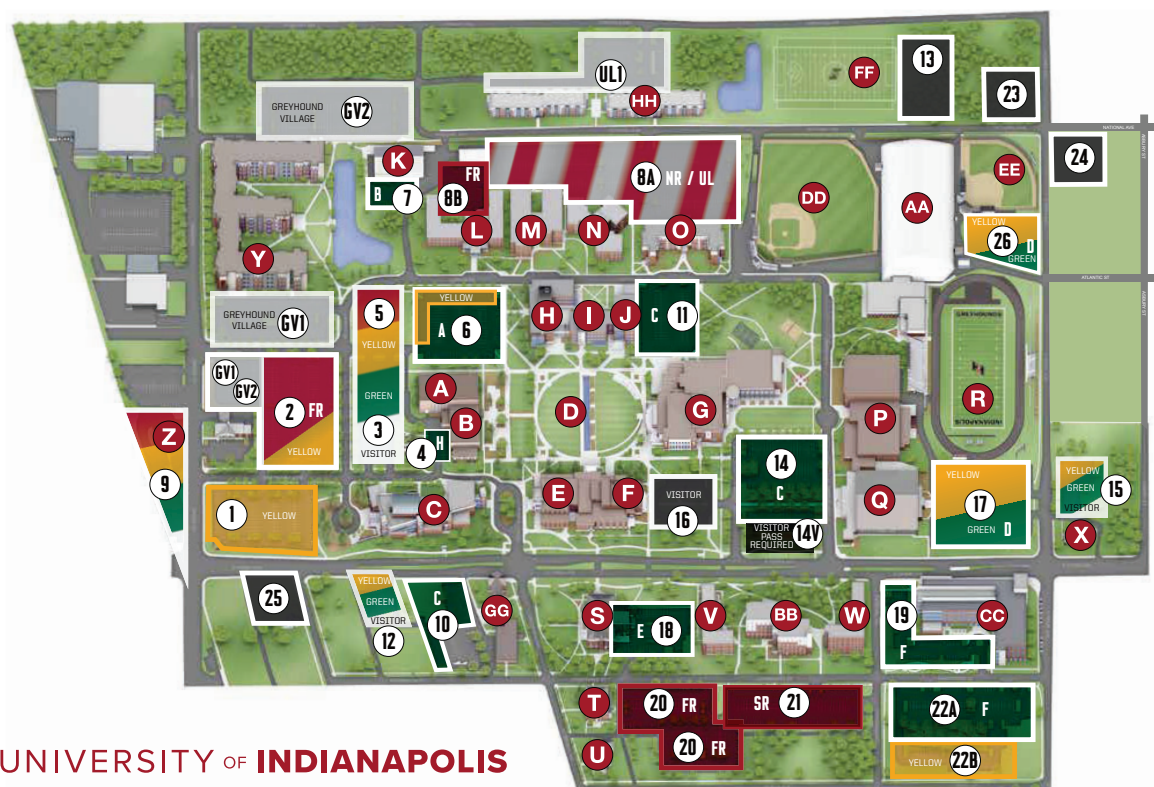 UL1
HH
FF
13
23
GREYHOUND
VILLAGE
GV2
NATIONAL AVE
24
K
B
7
FR
8B
8A NR / UL
EE
DD
AA
L
M
N
O
YELLOW
26
D
GREEN
Y
ATLANTIC ST
GREYHOUND
VILLAGE
GV1
5
YELLOW
GREEN
3
VISITOR
YELLOW
A
6
H
I
J
C
11
GREYHOUNDS
R
INDIANAPOLIS
GV1
GV2
2
FR
YELLOW
A
B
D
G
P
H
4
Z
9
1
YELLOW
C
E
F
VISITOR
16
14
C
VISITOR
PASS
REQUIRED
14V
Q
YELLOW
17
GREEN
D
YELLOW
GREEN
15
VISITOR
X
25
YELLOW
GREEN
VISITOR
12
C
10
GG
S
E
18
V
BB
W
19
F
CC
T
20
FR
SR
21
22A
F
U
20
FR
YELLOW
22B
UNIVERSITY OF INDIANAPOLIS